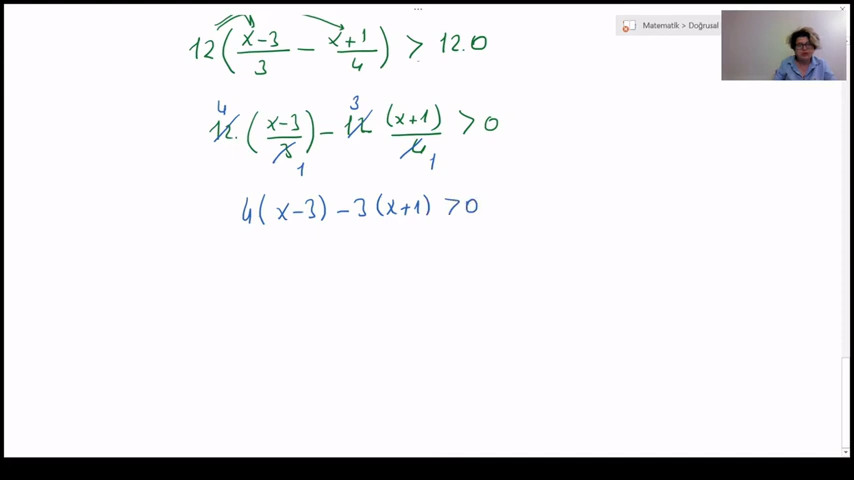 Matematik > Doğrusal
12 ( x-3/3 - x+1/4 ) > 12.0
4 3
12. ( x-3/3 ) - 12 (x+1)/4 > 0
1 1
4( x-3) - 3 (x+1) > 0